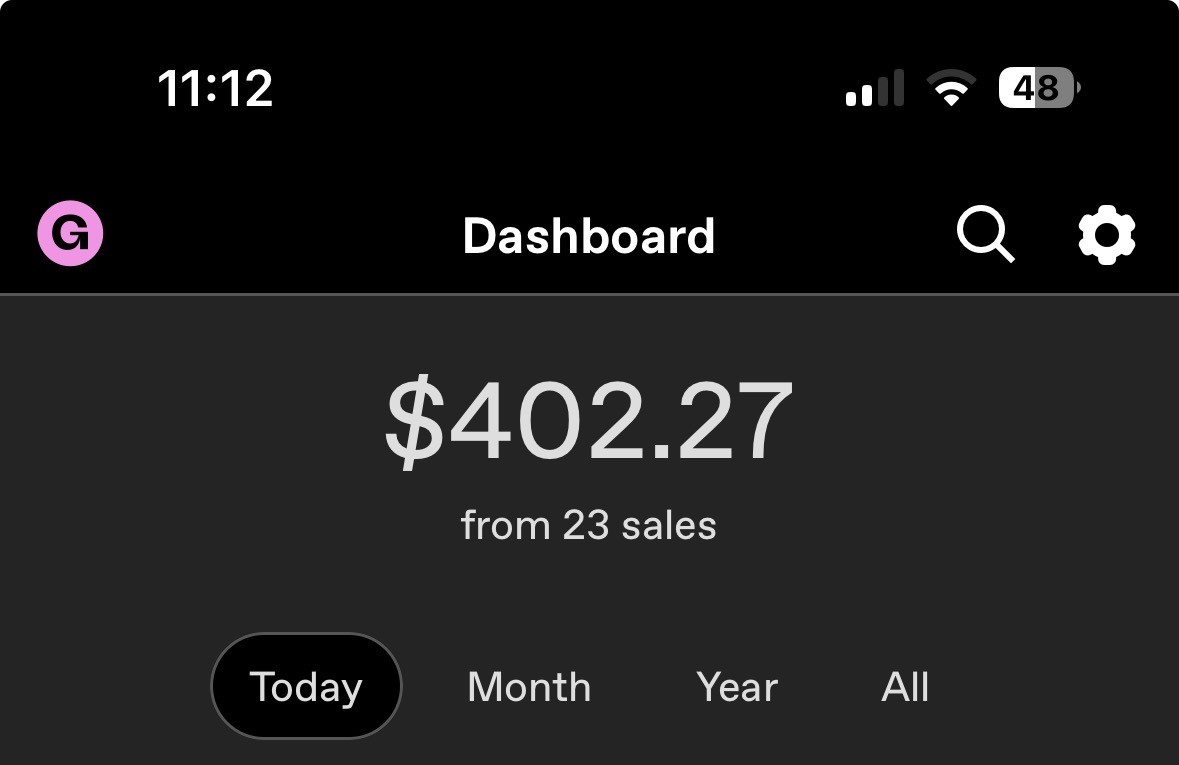 11:12 48
G Dashboard
$402.27
from 23 sales
Today Month Year All